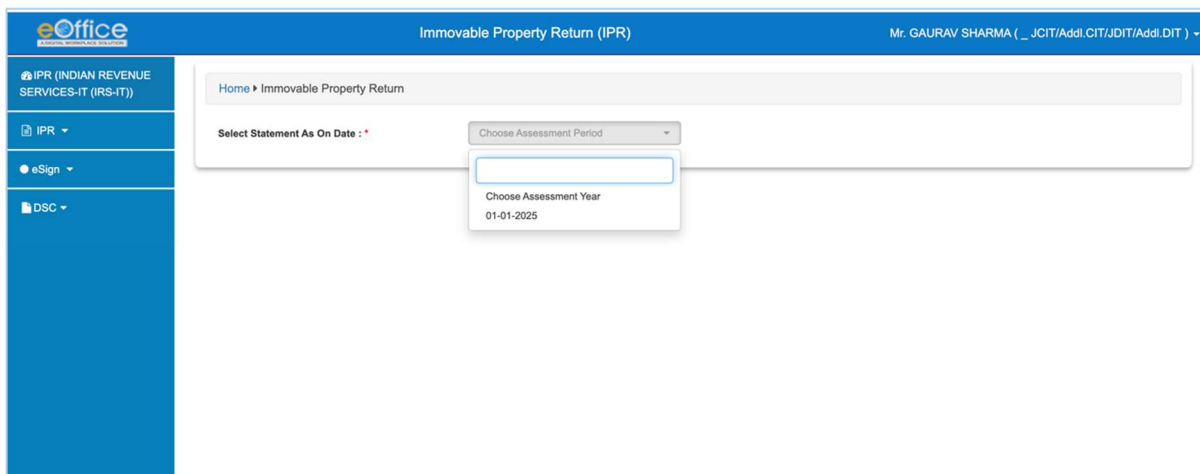 eOffice
A DIGITAL WORKPLACE SOLUTION
Immovable Property Return (IPR)
Mr. GAURAV SHARMA ( _ JCIT/Addl.CIT/JDIT/Addl.DIT )
IPR (INDIAN REVENUE
SERVICES-IT (IRS-IT))
IPR
eSign
DSC
Home Immovable Property Return
Select Statement As On Date : *
Choose Assessment Period
Choose Assessment Year
01-01-2025